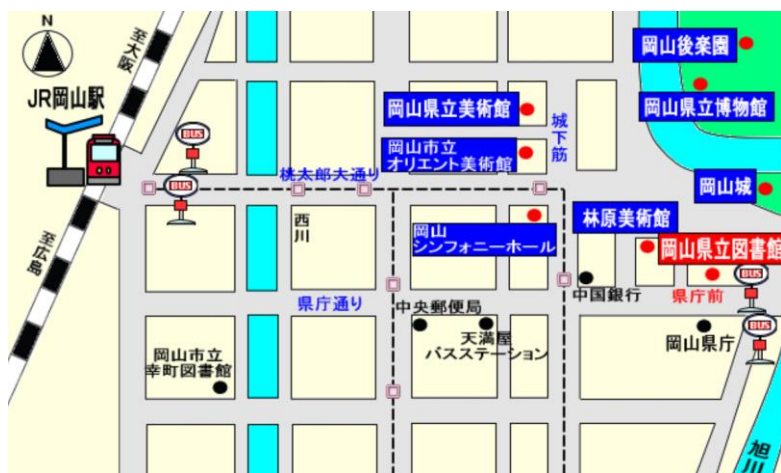 N
至大阪
JR岡山駅
至広島
BUS
BUS
岡山後楽園
岡山県立博物館
岡山県立美術館
岡山市立
オリエント美術館
城下筋
桃太郎大通り
岡山城
西川
岡山
シンフォニーホール
林原美術館
岡山県立図書館
BUS
県庁前
中国銀行
県庁通り
中央郵便局
天満屋
バスステーション
岡山県庁
BUS
岡山市立
幸町図書館
旭川